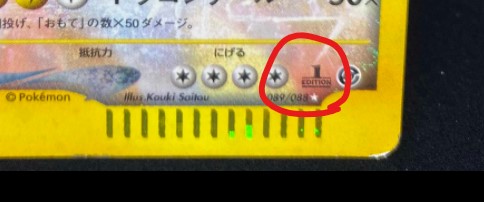 投げ、「おもて」の数×50ダメージ。
抵抗力 にげる
1
EDITION
© Pokémon Illus. Kouki Saitou 089/088